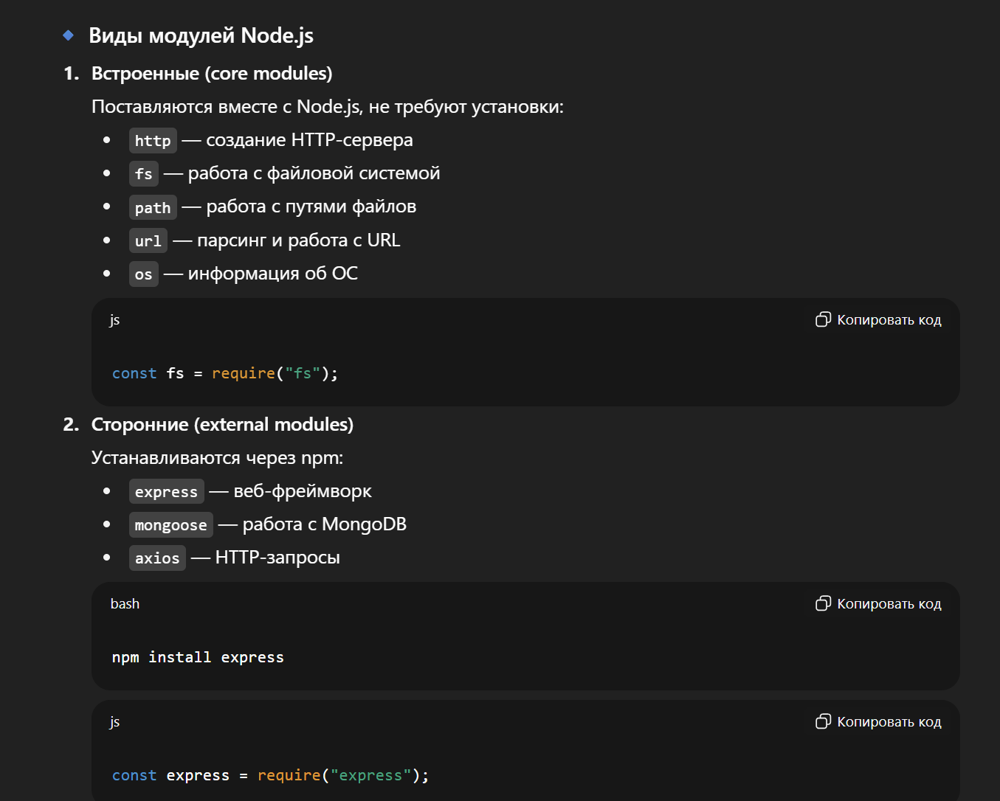 Виды модулей Node.js
1. Встроенные (core modules)
Поставляются вместе с Node.js, не требуют установки:
• http — создание HTTP-сервера
• fs — работа с файловой системой
• path — работа с путями файлов
• url — парсинг и работа с URL
• os — информация об ОС
js Копировать код
const fs = require("fs");
2. Сторонние (external modules)
Устанавливаются через npm:
• express — веб-фреймворк
• mongoose — работа с MongoDB
• axios — HTTP-запросы
bash Копировать код
npm install express
js Копировать код
const express = require("express");